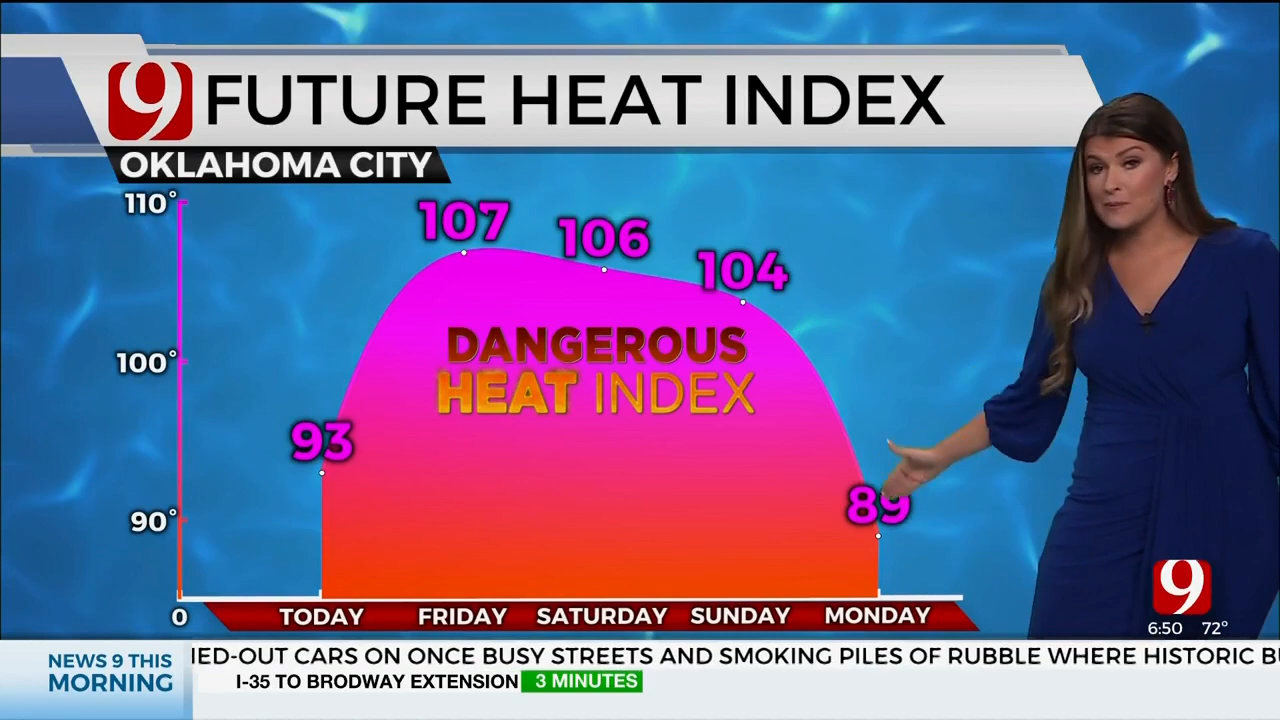 9 FUTURE HEAT INDEX
OKLAHOMA CITY
110°
107
106
104
DANGEROUS
100°
HEAT INDEX
93
89
90°
0
TODAY FRIDAY SATURDAY SUNDAY MONDAY
9
6:50 72°
NEWS 9 THIS
MORNING
IED-OUT CARS ON ONCE BUSY STREETS AND SMOKING PILES OF RUBBLE WHERE HISTORIC B
I-35 TO BRODWAY EXTENSION 3 MINUTES